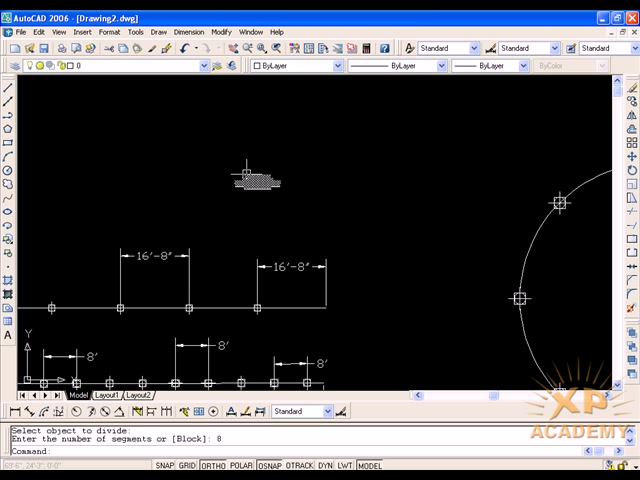 AutoCAD 2006 - [Drawing2.dwg]
File Edit View Insert Format Tools Draw Dimension Modify Window Help
Standard Standard Standard
0 ByLayer ByLayer ByLayer ByColor
16'-8"
16'-8"
8'
8'
8'
Y
Model Layout1 Layout2
XP
ACADEMY
Standard
Select object to divide:
Enter the number of segments or [Block]: 8
Command:
SNAP GRID ORTHO POLAR OSNAP OTRACK DYN LWT MODEL